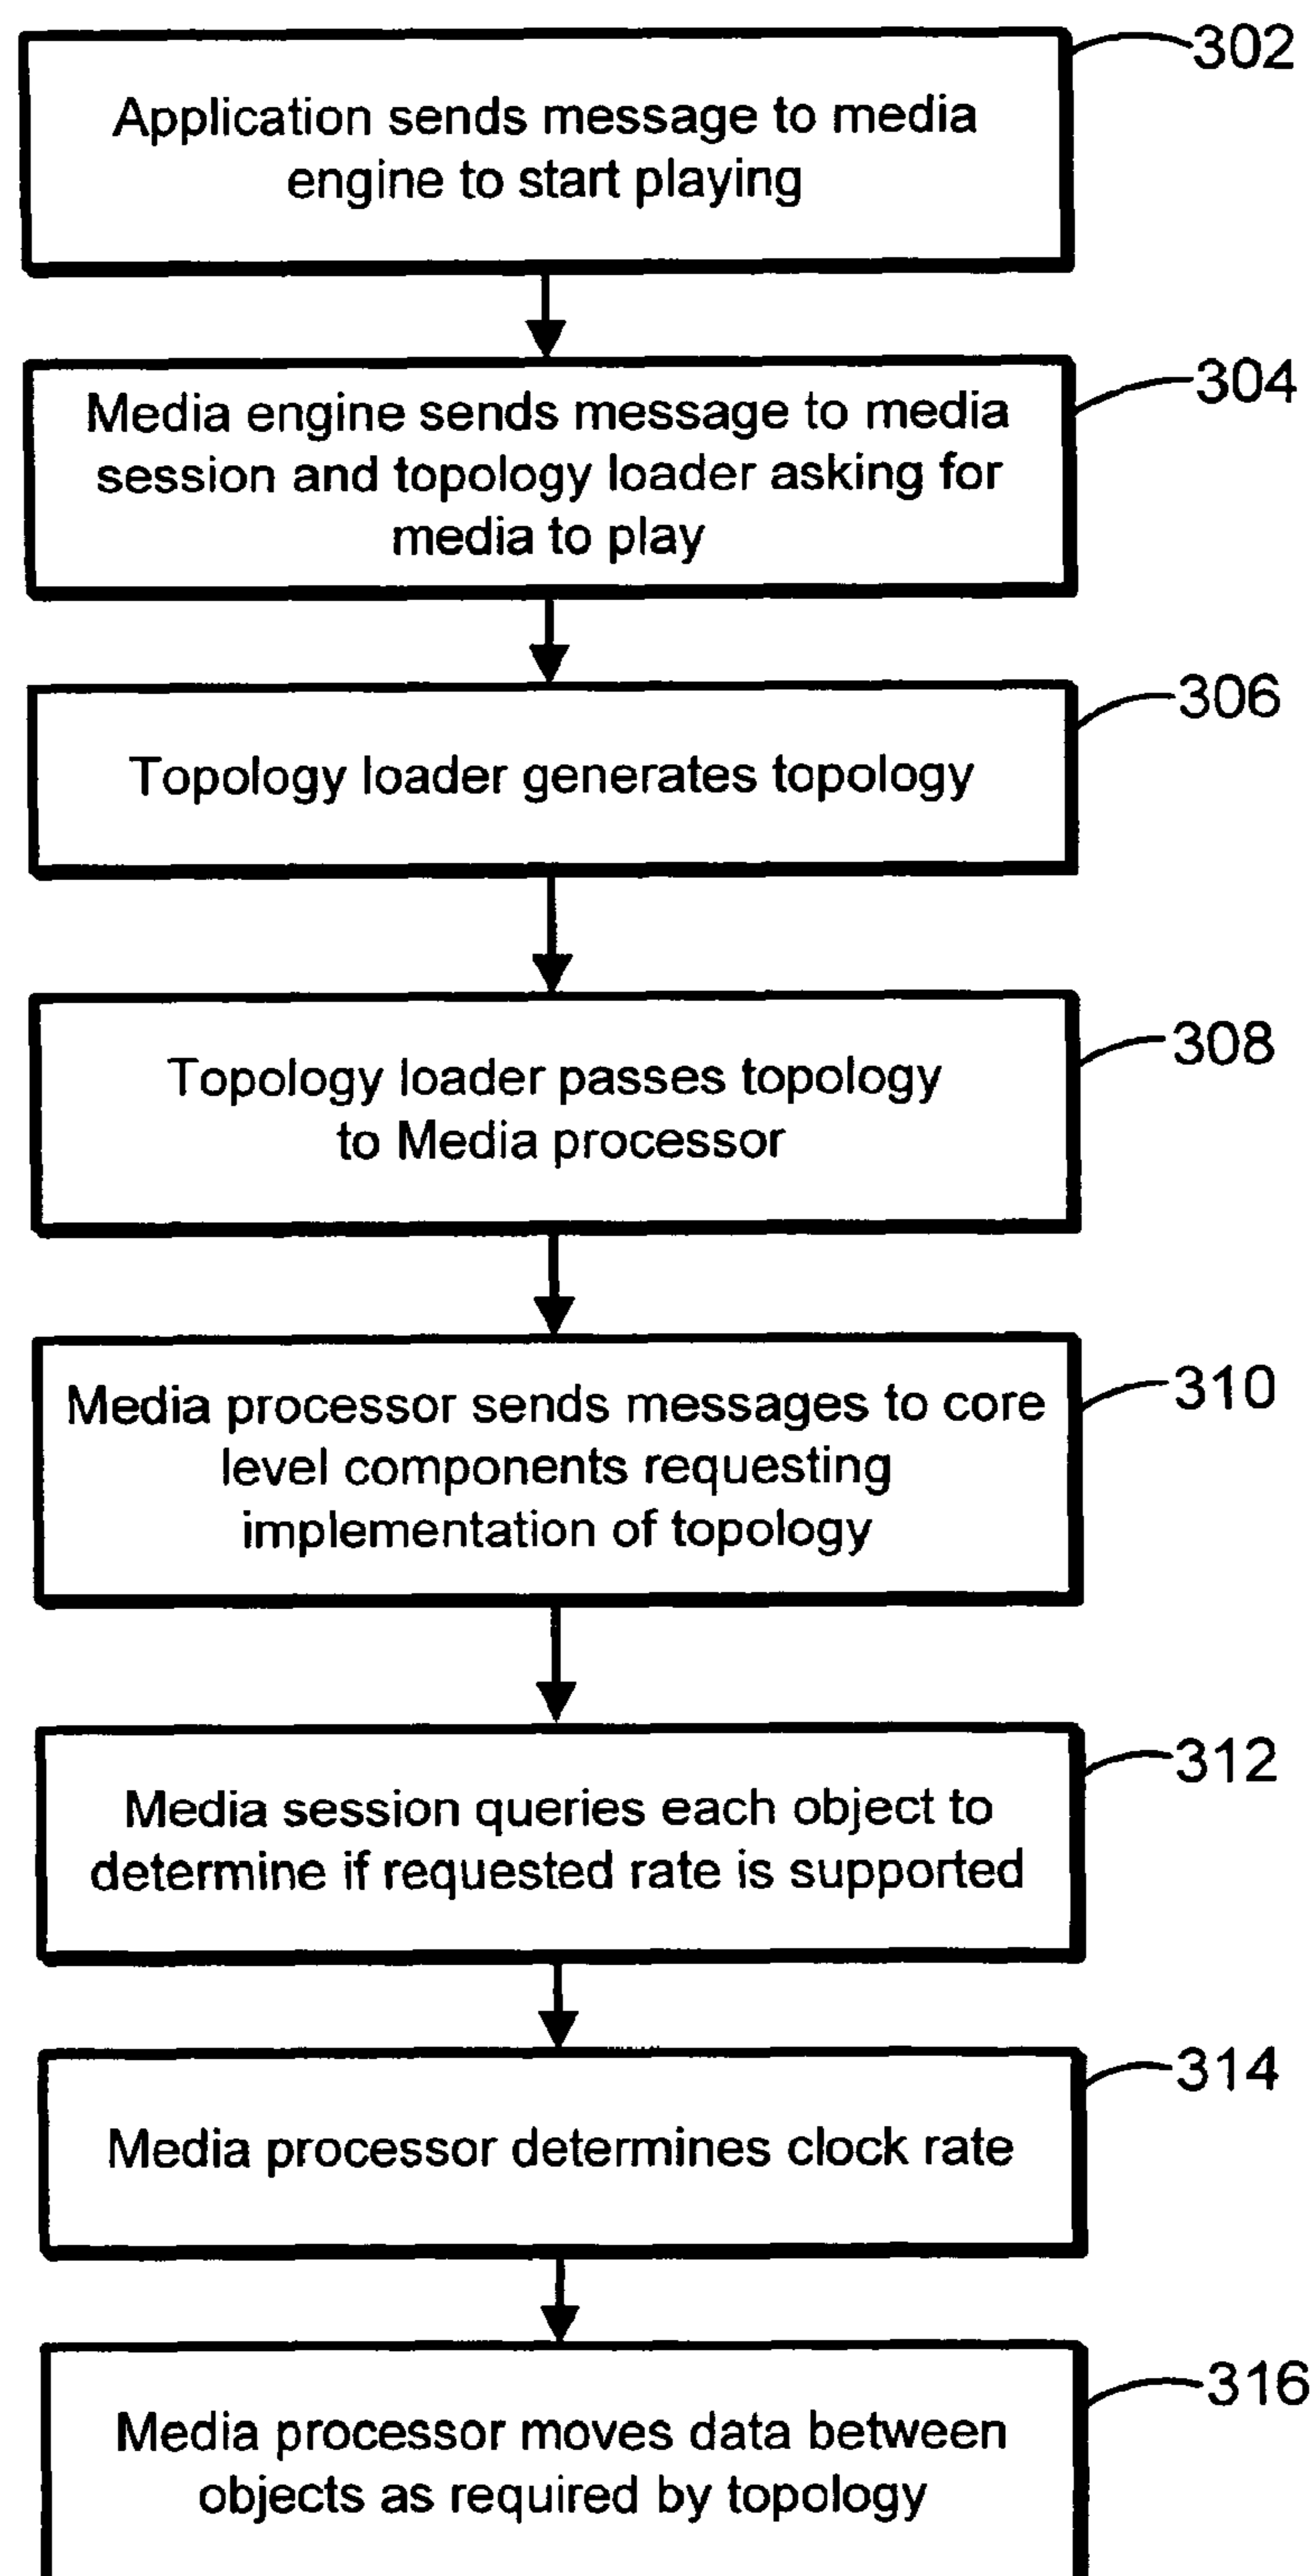 302
Application sends message to media
engine to start playing
304
Media engine sends message to media
session and topology loader asking for
media to play
306
Topology loader generates topology
308
Topology loader passes topology
to Media processor
310
Media processor sends messages to core
level components requesting
implementation of topology
312
Media session queries each object to
determine if requested rate is supported
314
Media processor determines clock rate
316
Media processor moves data between
objects as required by topology